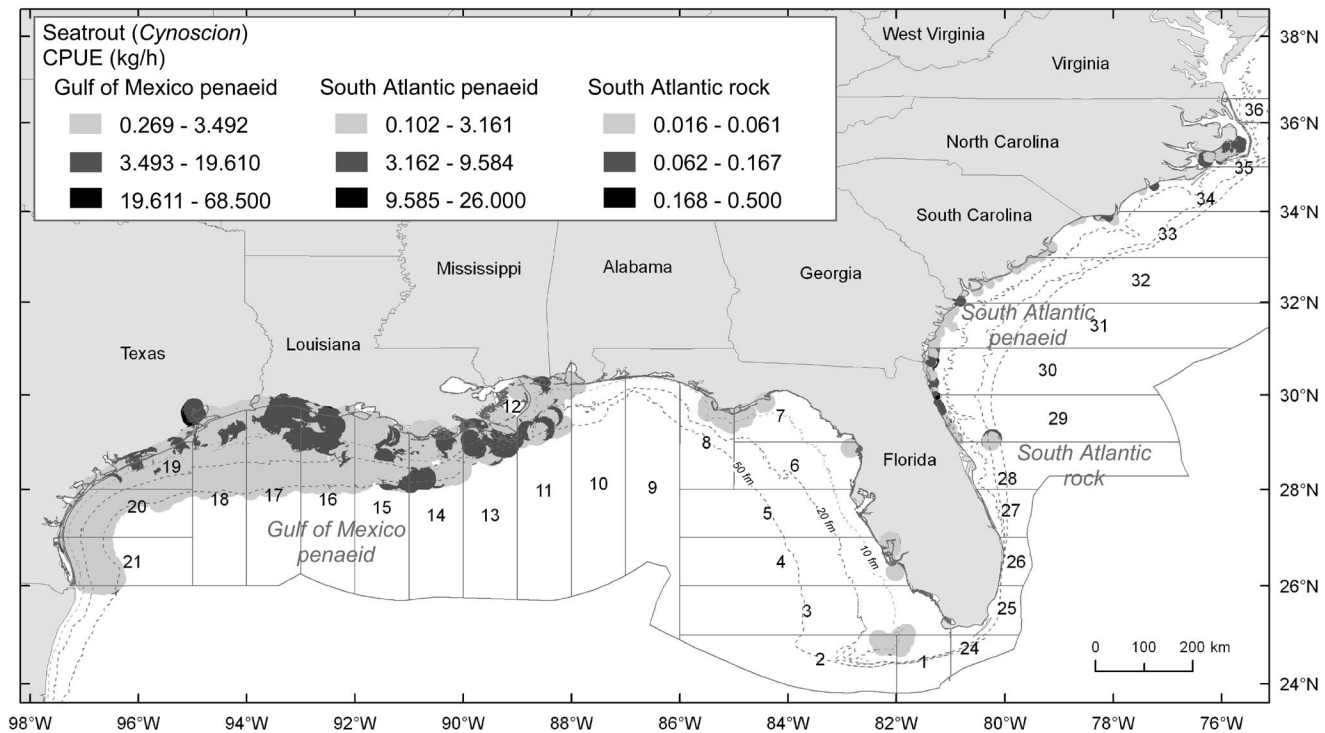 Seatrout (Cynoscion)
CPUE (kg/h)
Gulf of Mexico penaeid South Atlantic penaeid South Atlantic rock
0.269 - 3.492 0.102 - 3.161 0.016 - 0.061
3.493 - 19.610 3.162 - 9.584 0.062 - 0.167
19.611 - 68.500 9.585 - 26.000 0.168 - 0.500
West Virginia
Virginia
North Carolina
South Carolina
Mississippi
Alabama
Georgia
Texas
Louisiana
Florida
South Atlantic
penaeid
South Atlantic
rock
Gulf of Mexico
penaeid
36
35
34
33
32
31
30
29
28
27
26
25
24
1
2
3
4
5
6
7
8
9
10
11
12
13
14
15
16
17
18
19
20
21
50 fm
20 fm
10 fm
0 100 200 km
38°N
36°N
34°N
32°N
30°N
28°N
26°N
24°N
98°W 96°W 94°W 92°W 90°W 88°W 86°W 84°W 82°W 80°W 78°W 76°W